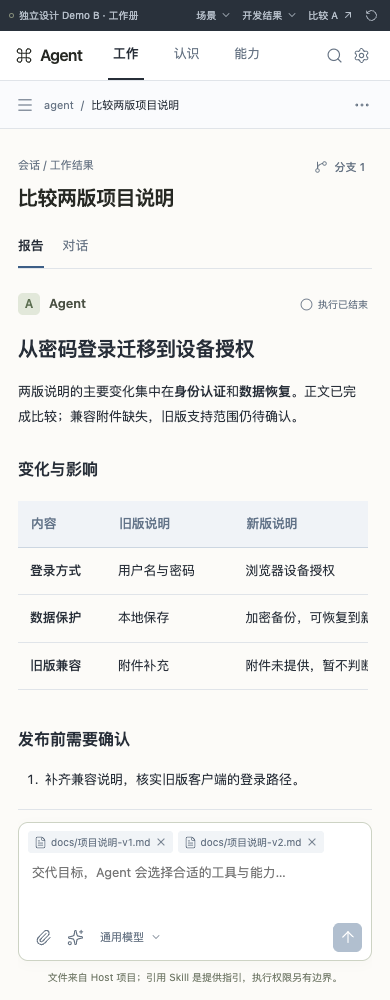 独立设计 Demo B · 工作册 场景 开发结果 比较 A
Agent 工作 认识 能力
agent / 比较两版项目说明
会话 / 工作结果 分支 1
比较两版项目说明
报告 对话
A Agent 执行已结束
从密码登录迁移到设备授权
两版说明的主要变化集中在身份认证和数据恢复。正文已完
成比较；兼容附件缺失，旧版支持范围仍待确认。
变化与影响
内容 旧版说明 新版说明
登录方式 用户名与密码 浏览器设备授权
数据保护 本地保存 加密备份，可恢复到
旧版兼容 附件补充 附件未提供，暂不判
发布前需要确认
1. 补齐兼容说明，核实旧版客户端的登录路径。
docs/项目说明-v1.md docs/项目说明-v2.md
交代目标，Agent 会选择合适的工具与能力...
通用模型
文件来自 Host 项目；引用 Skill 是提供指引，执行权限另有边界。